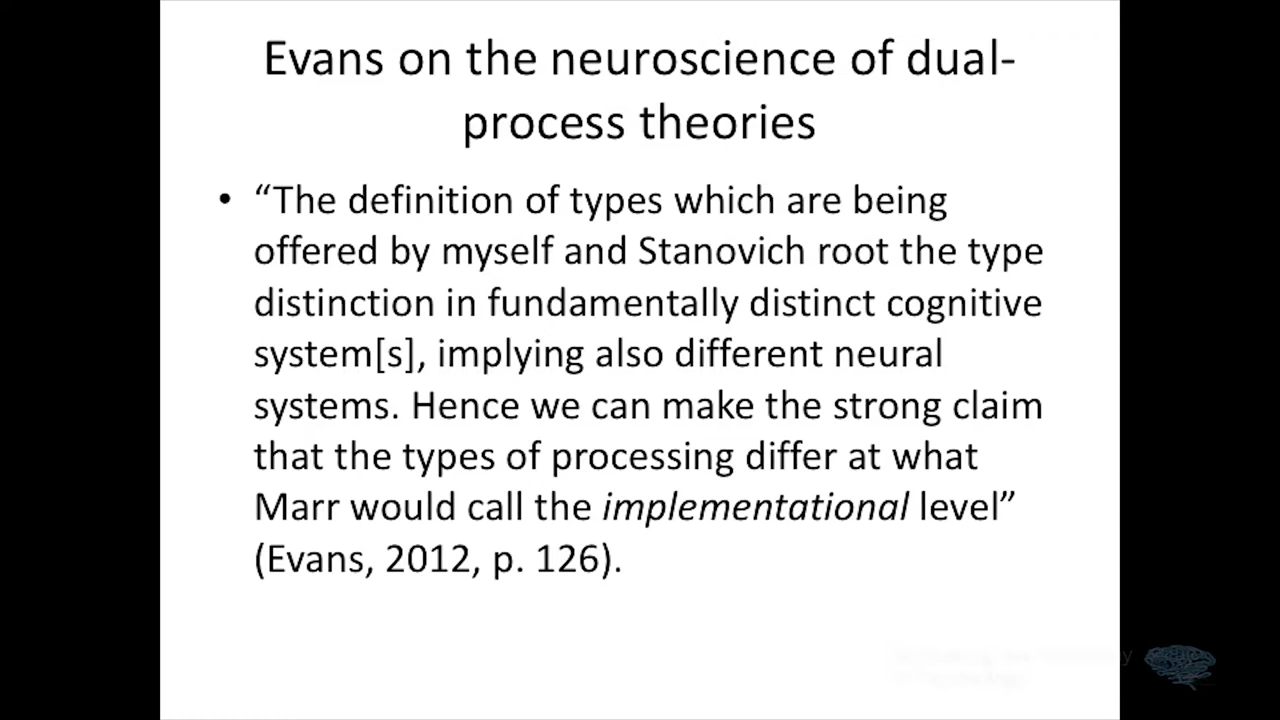 Evans on the neuroscience of dual-
process theories
• “The definition of types which are being
offered by myself and Stanovich root the type
distinction in fundamentally distinct cognitive
system[s], implying also different neural
systems. Hence we can make the strong claim
that the types of processing differ at what
Marr would call the implementational level”
(Evans, 2012, p. 126).